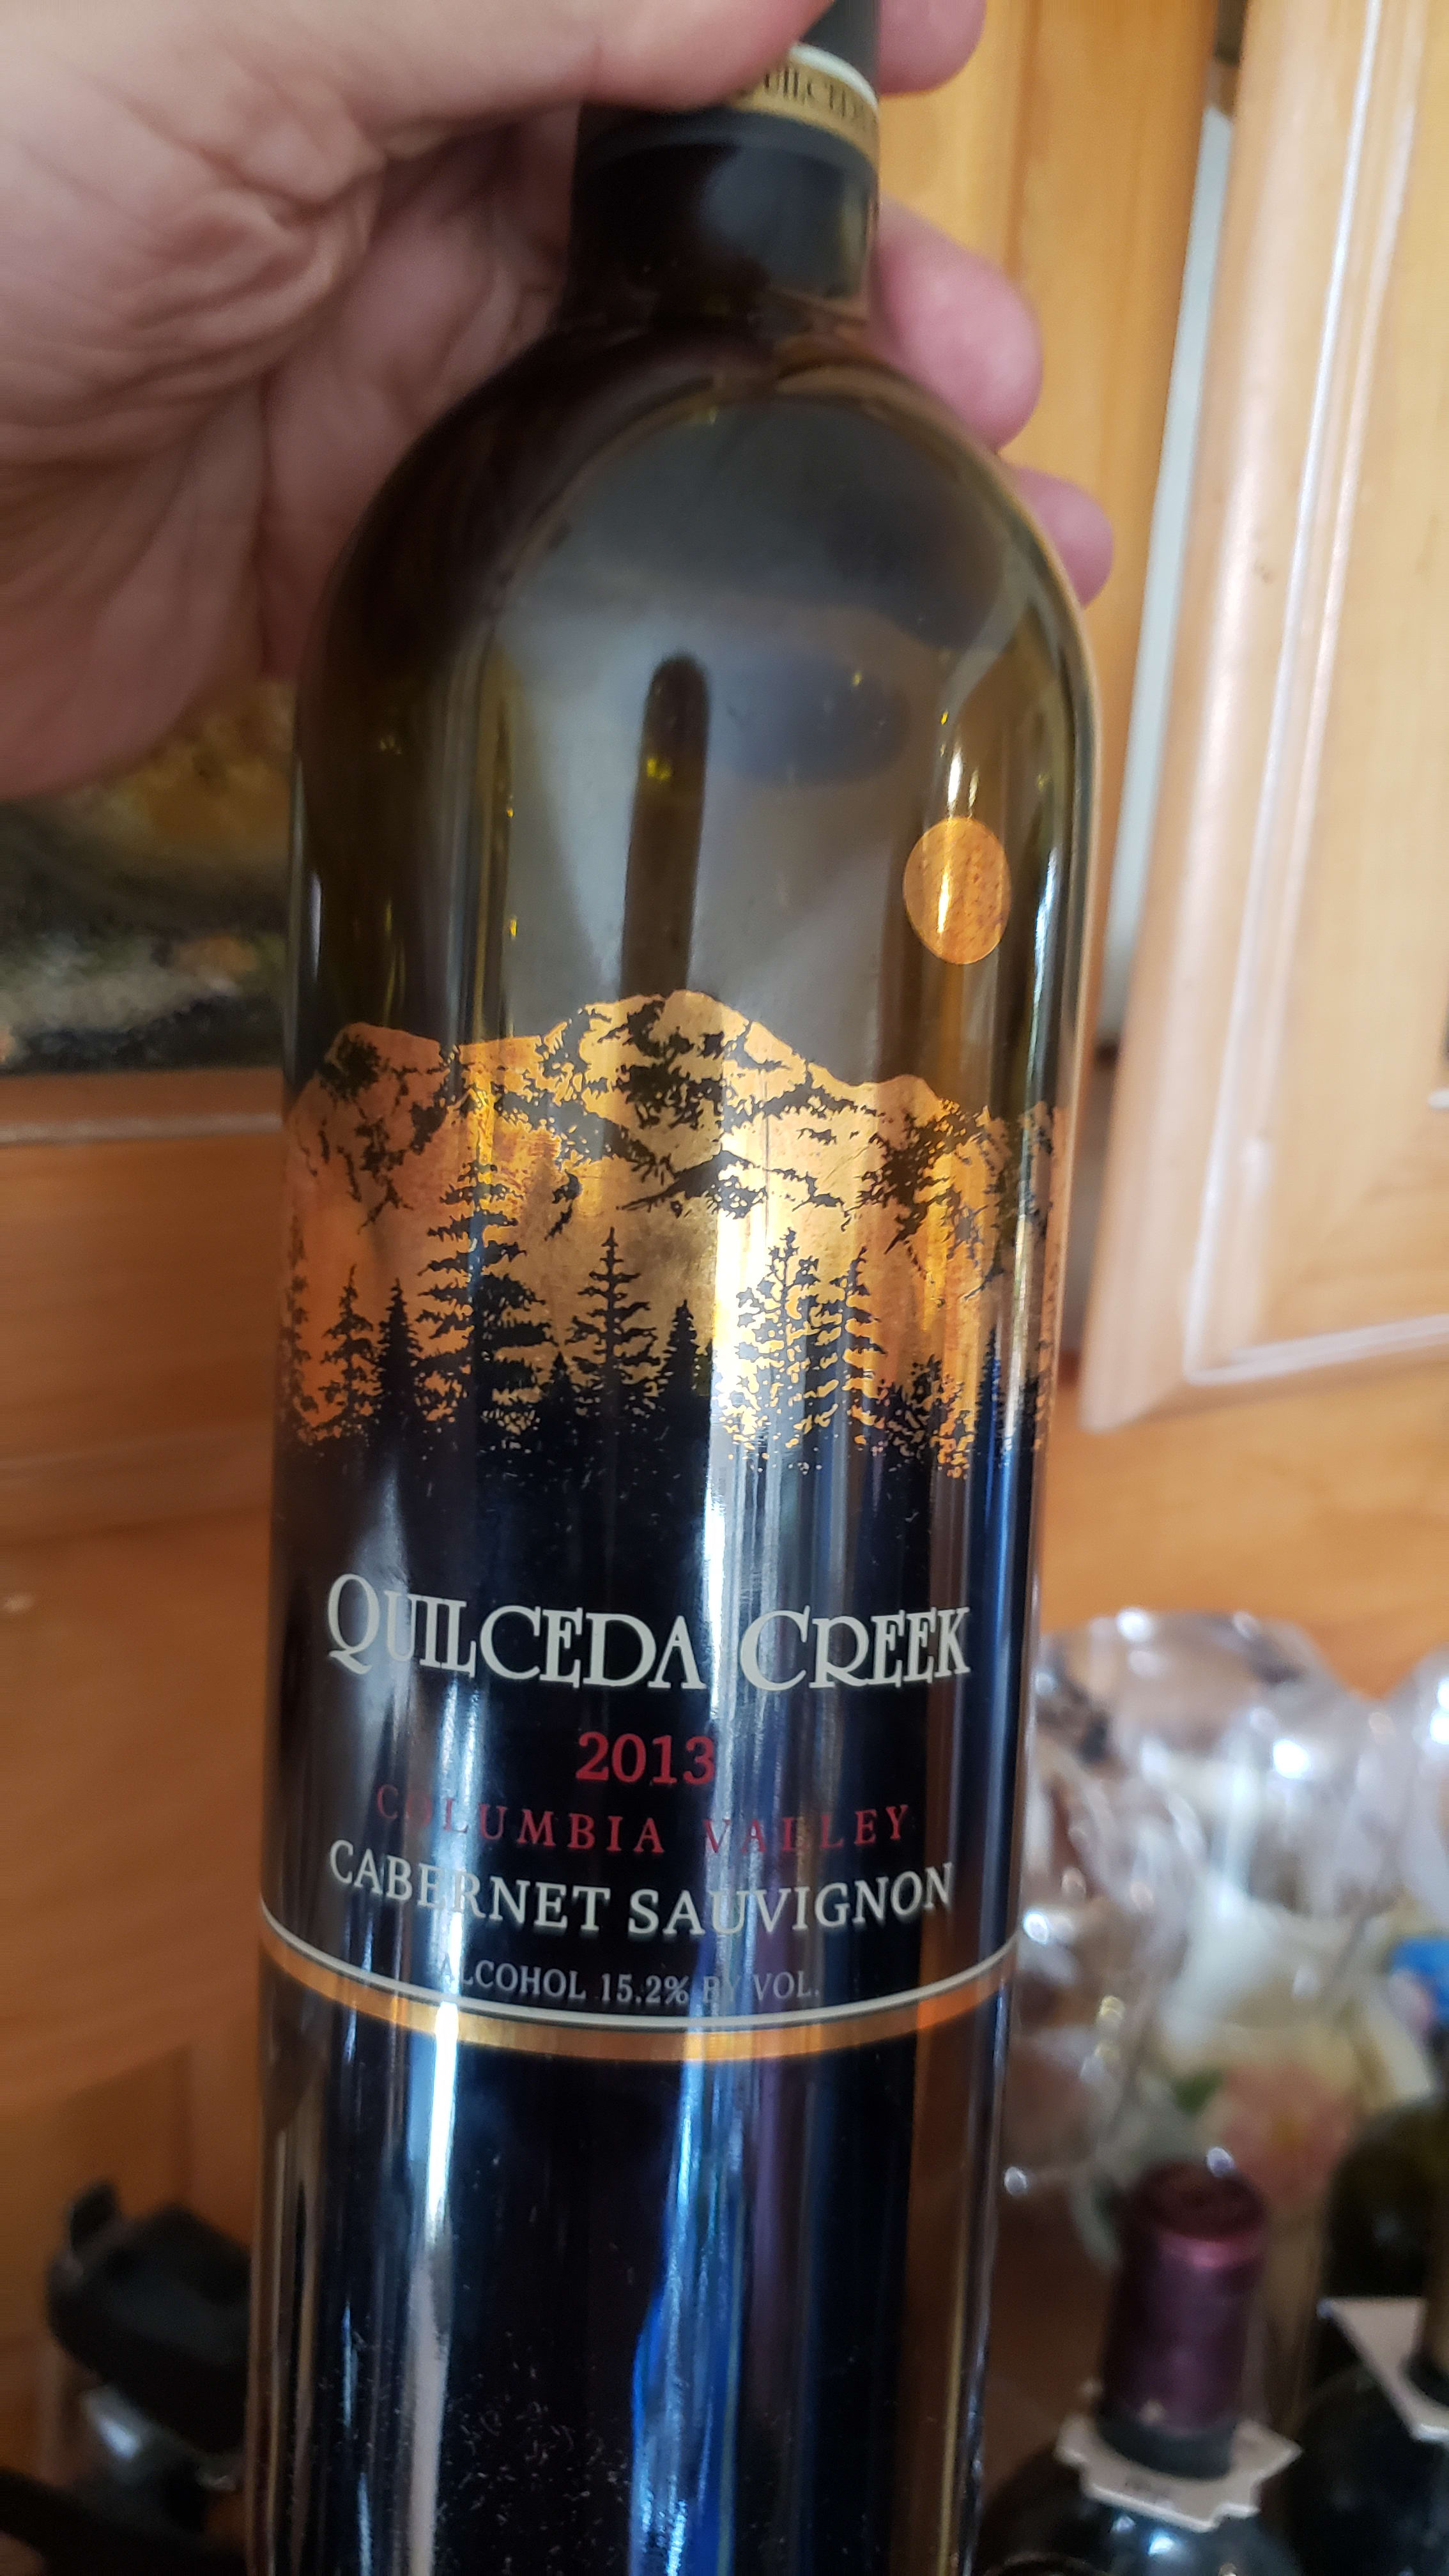 QUILCEDA CREEK
2013
COLUMBIA VALLEY
CABERNET SAUVIGNON
ALCOHOL 15.2% BY VOL.